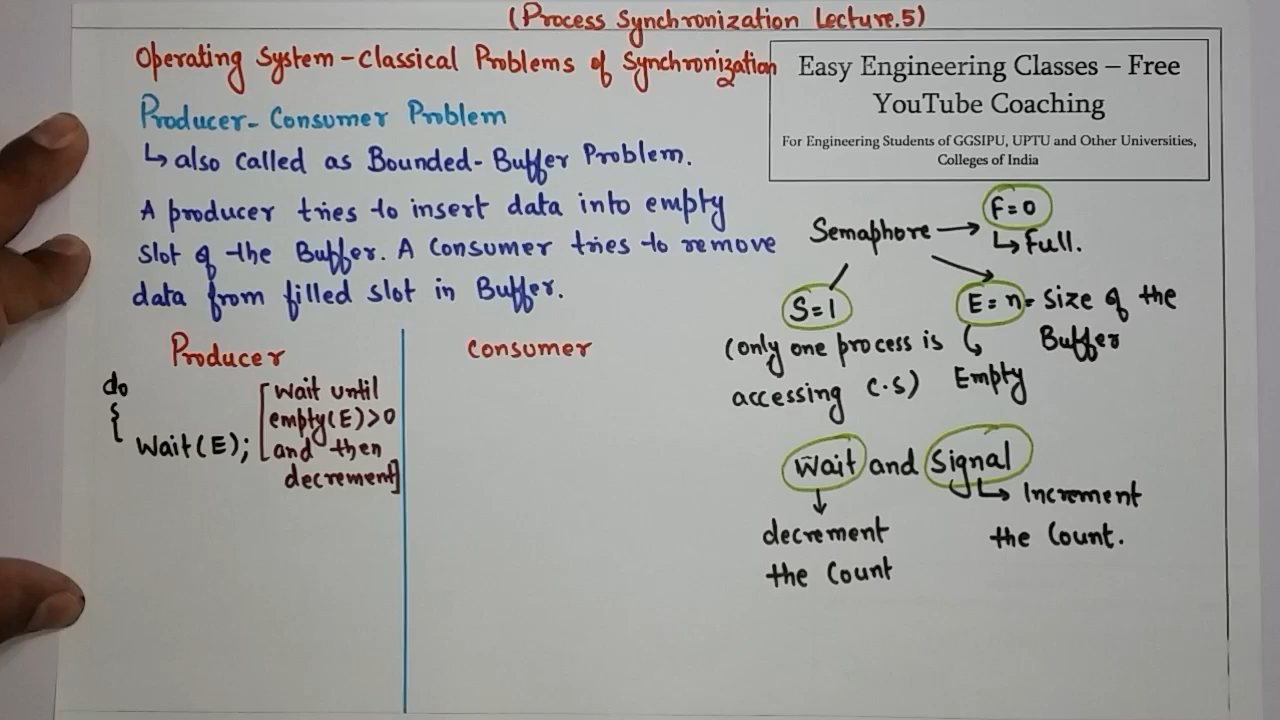 (Process Synchronization Lecture.5)
Operating System - Classical Problems of Synchronization
Easy Engineering Classes – Free
YouTube Coaching
For Engineering Students of GGSIPU, UPTU and Other Universities,
Colleges of India
Producer - Consumer Problem
↳ also called as Bounded - Buffer Problem.
A producer tries to insert data into empty
slot of the Buffer. A Consumer tries to remove
data from filled slot in Buffer.
Semaphore → F = 0
↳ Full.
S = 1
(only one process is
accessing C.S)
E = n = Size of the
Buffer
↳ Empty
Wait and Signal
↓ decrement
the Count
↳ Increment
the Count.
Producer
do
{
Wait(E);
[Wait until
empty(E)>0
and then
decrement]
Consumer